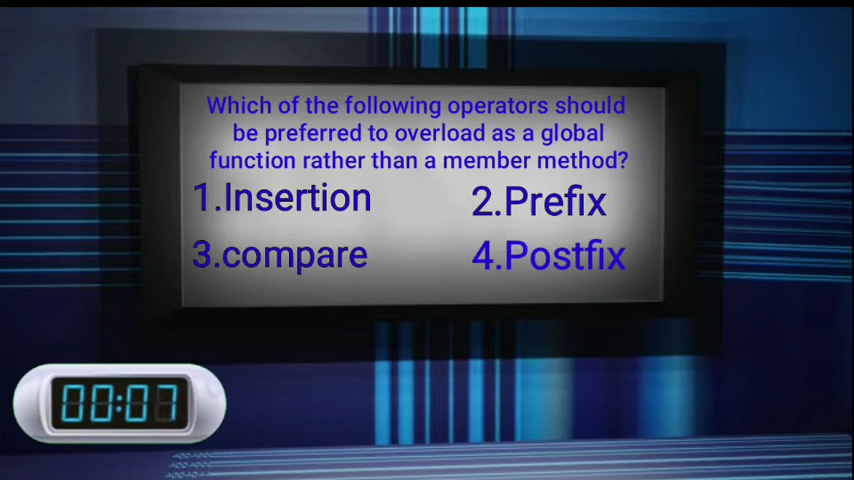 Which of the following operators should
be preferred to overload as a global
function rather than a member method?
1.Insertion 2.Prefix
3.compare 4.Postfix
00:07